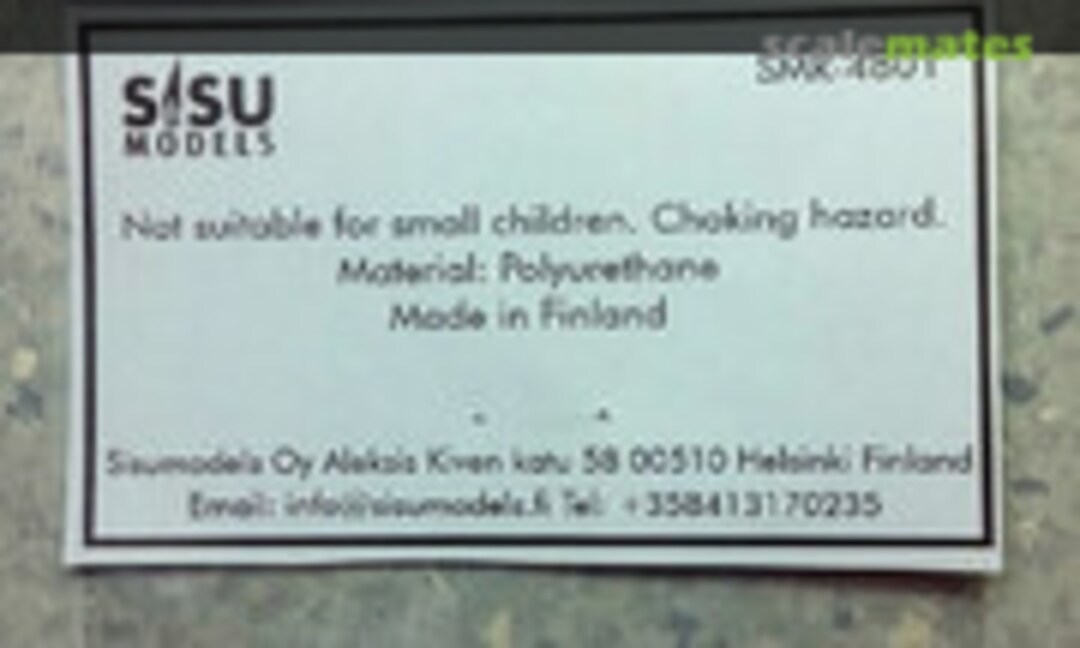 scalemates
SMK-4801
SISU
MODELS
Not suitable for small children. Choking hazard.
Material: Polyurethane
Made in Finland
Sisumodels Oy Aleksis Kiven katu 58 00510 Helsinki Finland
Email: info@sisumodels.fi Tel: +358413170235